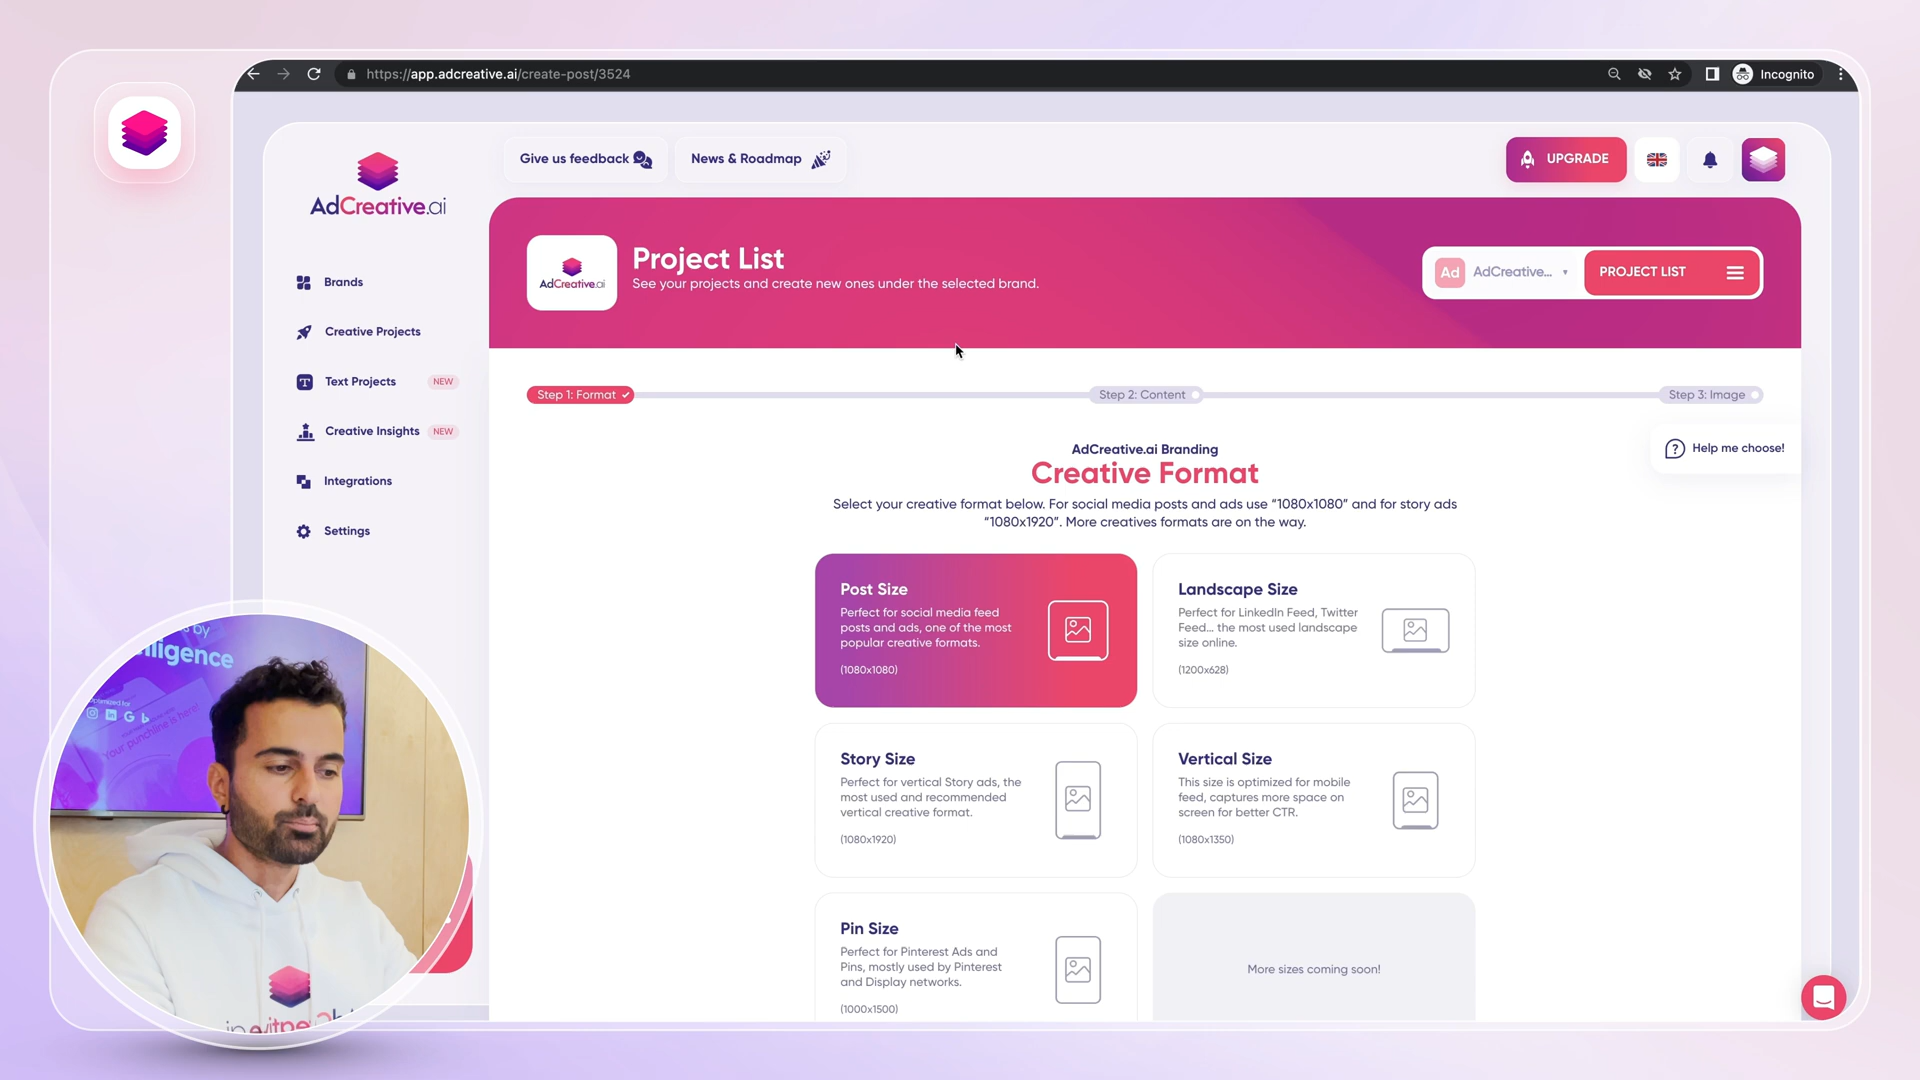 https://app.adcreative.ai/create-post/3524
Incognito
AdCreative.ai
Give us feedback
News & Roadmap
UPGRADE
Brands
Creative Projects
Text Projects NEW
Creative Insights NEW
Integrations
Settings
AdCreative.ai
Project List
See your projects and create new ones under the selected brand.
Ad AdCreative...
PROJECT LIST
Step 1: Format
Step 2: Content
Step 3: Image
Help me choose!
AdCreative.ai Branding
Creative Format
Select your creative format below. For social media posts and ads use “1080x1080” and for story ads
“1080x1920”. More creatives formats are on the way.
Post Size
Perfect for social media feed
posts and ads, one of the most
popular creative formats.
(1080x1080)
Landscape Size
Perfect for LinkedIn Feed, Twitter
Feed... the most used landscape
size online.
(1200x628)
Story Size
Perfect for vertical Story ads, the
most used and recommended
vertical creative format.
(1080x1920)
Vertical Size
This size is optimized for mobile
feed, captures more space on
screen for better CTR.
(1080x1350)
Pin Size
Perfect for Pinterest Ads and
Pins, mostly used by Pinterest
and Display networks.
(1000x1500)
More sizes coming soon!
by
Your punchline is here!